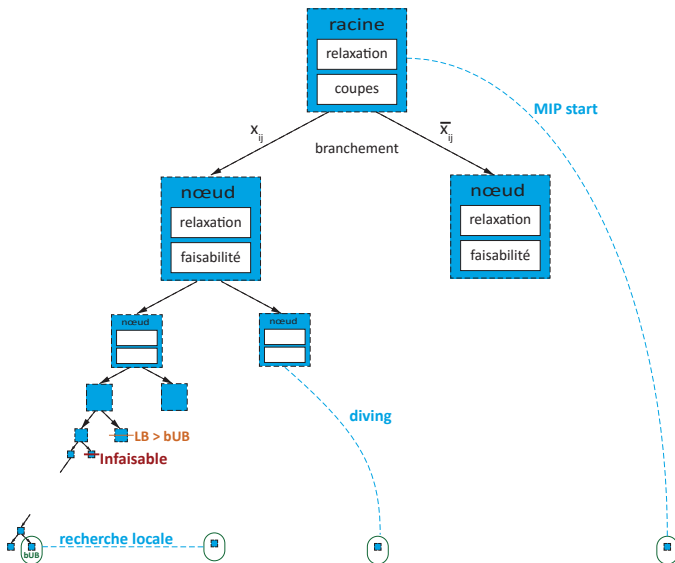 racine
relaxation
coupes
MIP start
x_ij
x̅_ij
branchement
nœud
relaxation
faisabilité
nœud
relaxation
faisabilité
nœud
nœud
diving
LB > bUB
Infaisable
recherche locale
bUB